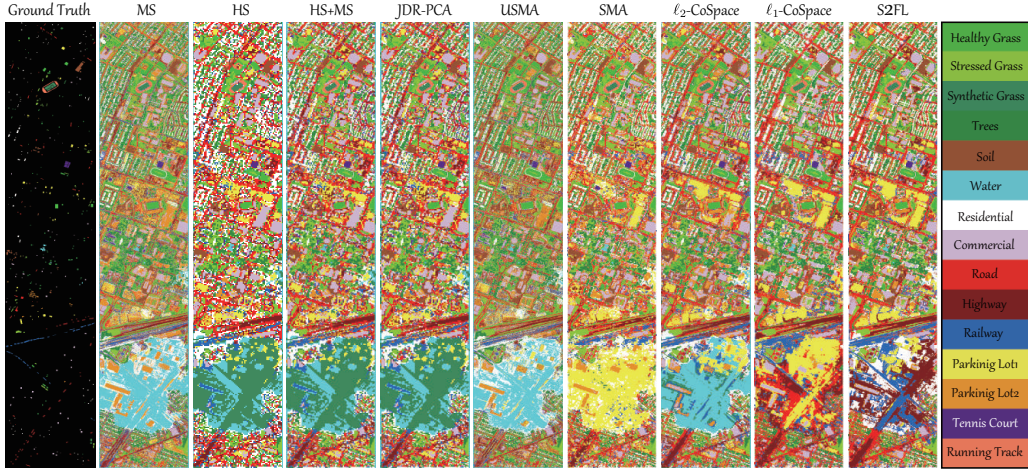 Ground Truth MS HS HS+MS JDR-PCA USMA SMA ℓ₂-CoSpace ℓ₁-CoSpace S2FL
Healthy Grass
Stressed Grass
Synthetic Grass
Trees
Soil
Water
Residential
Commercial
Road
Highway
Railway
Parkinig Lot1
Parkinig Lot2
Tennis Court
Running Track